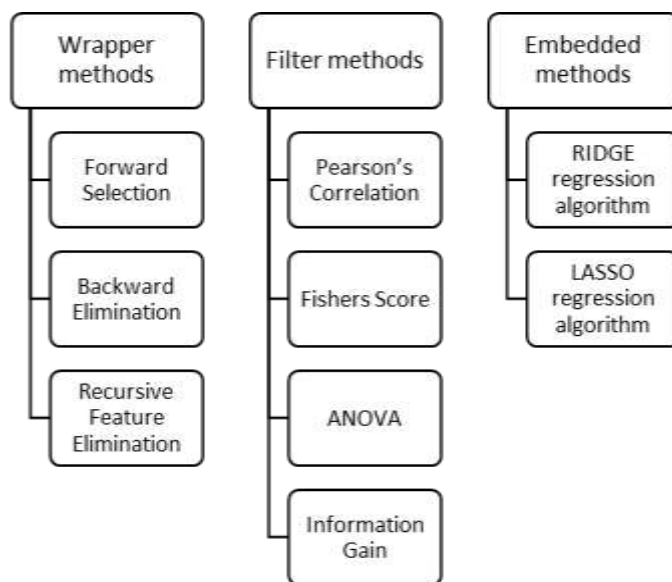 Wrapper
methods
Forward
Selection
Backward
Elimination
Recursive
Feature
Elimination
Filter methods
Pearson's
Correlation
Fishers Score
ANOVA
Information
Gain
Embedded
methods
RIDGE
regression
algorithm
LASSO
regression
algorithm